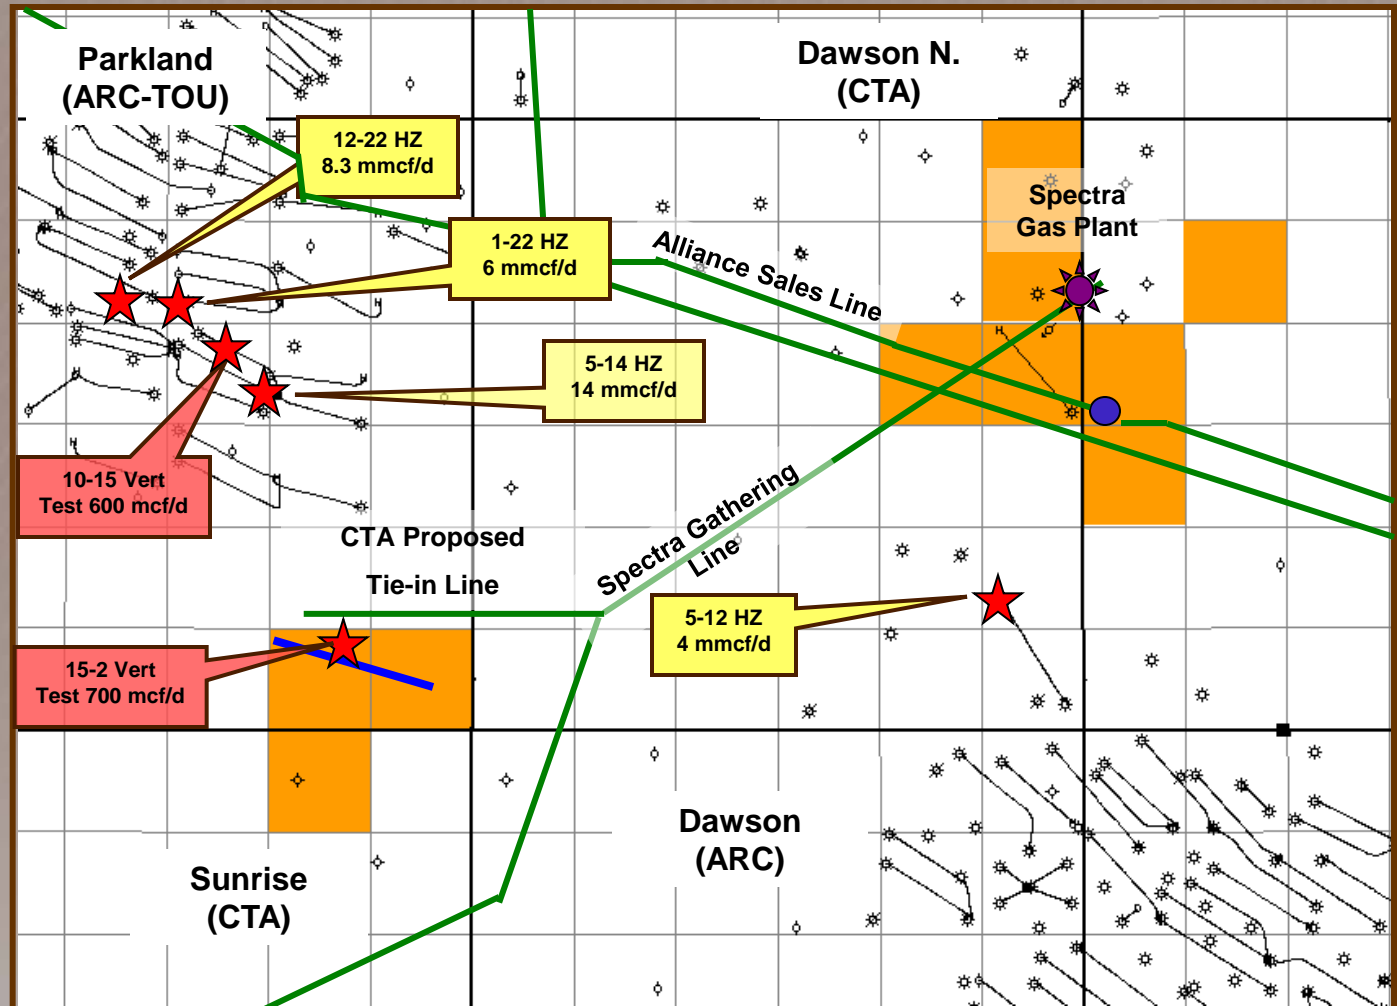 Parkland
(ARC-TOU)
Dawson N.
(CTA)
12-22 HZ
8.3 mmcf/d
Spectra
Gas Plant
1-22 HZ
6 mmcf/d
Alliance Sales Line
5-14 HZ
14 mmcf/d
10-15 Vert
Test 600 mcf/d
CTA Proposed
Tie-in Line
Spectra Gathering
Line
5-12 HZ
4 mmcf/d
15-2 Vert
Test 700 mcf/d
Dawson
(ARC)
Sunrise
(CTA)